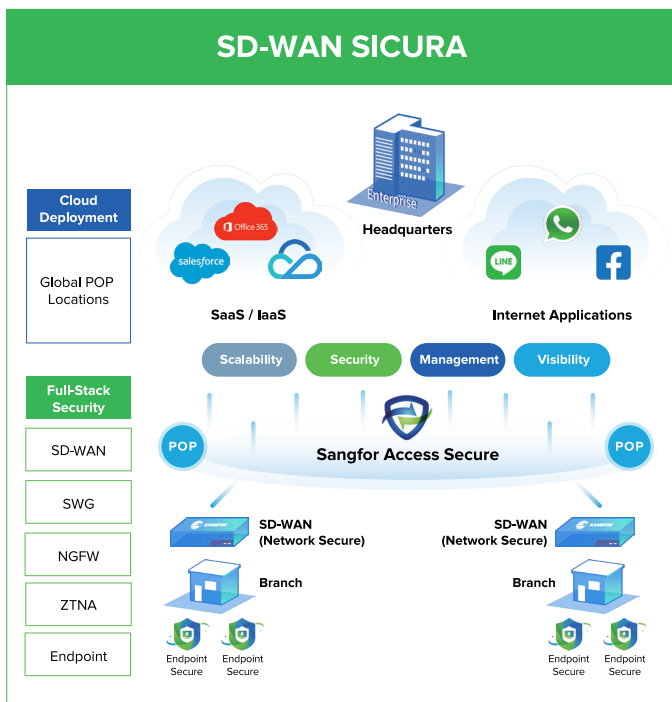 SD-WAN SICURA
Cloud
Deployment
Global POP
Locations
Enterprise
Headquarters
Office 365
salesforce
LINE
SaaS / IaaS
Internet Applications
Scalability
Security
Management
Visibility
Full-Stack
Security
SD-WAN
SWG
NGFW
ZTNA
Endpoint
POP
Sangfor Access Secure
POP
SANGFOR
SD-WAN
(Network Secure)
Branch
Endpoint
Secure
Endpoint
Secure
SD-WAN
(Network Secure)
SANGFOR
Branch
Endpoint
Secure
Endpoint
Secure